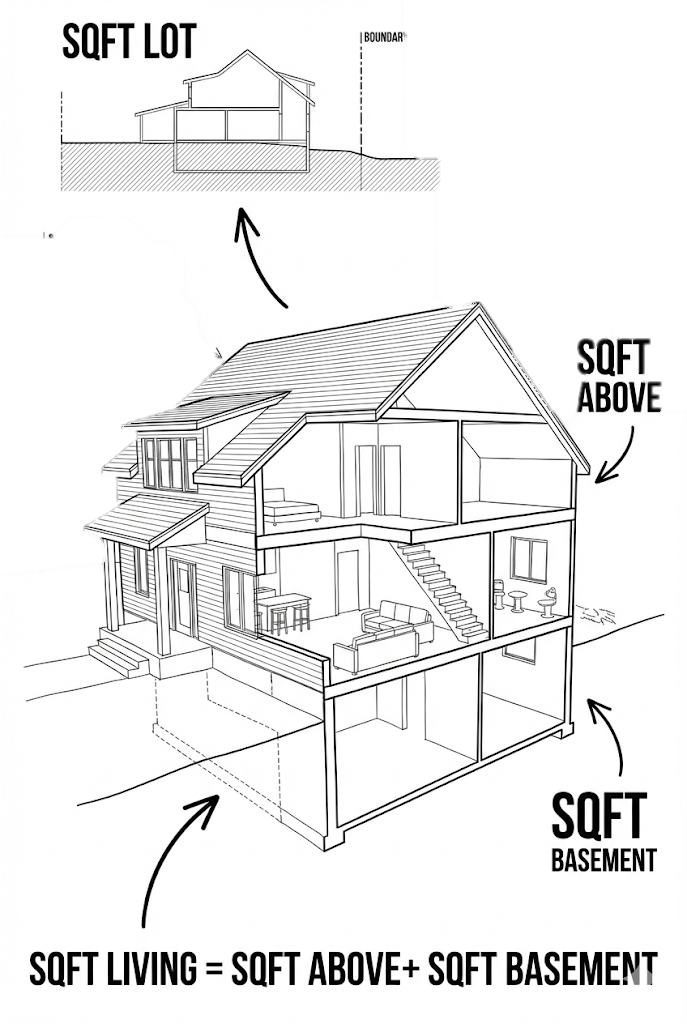 SQFT LOT
BOUNDAR
SQFT
ABOVE
SQFT
BASEMENT
SQFT LIVING = SQFT ABOVE+ SQFT BASEMENT